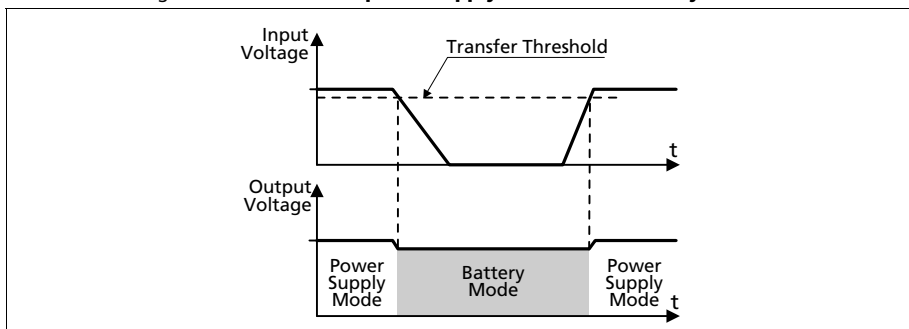 Input
Voltage
Transfer Threshold
t
Output
Voltage
Power
Supply
Mode
Battery
Mode
Power
Supply
Mode
t